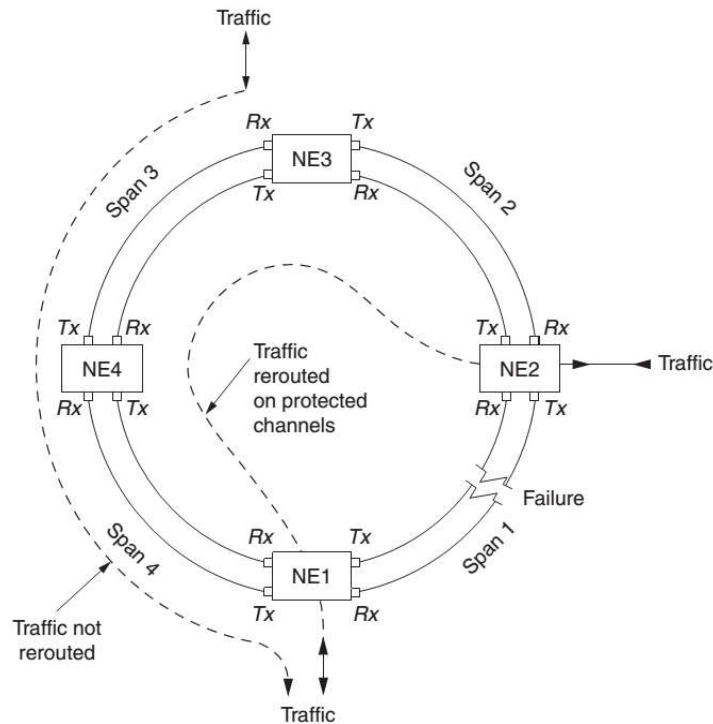 Traffic
Rx
Tx
NE3
Tx
Rx
Span 3
Span 2
Tx
Rx
NE4
Rx
Tx
Traffic
rerouted
on protected
channels
Tx
Rx
NE2
Rx
Tx
Traffic
Failure
Span 1
Span 4
Rx
Tx
NE1
Tx
Rx
Traffic not
rerouted
Traffic